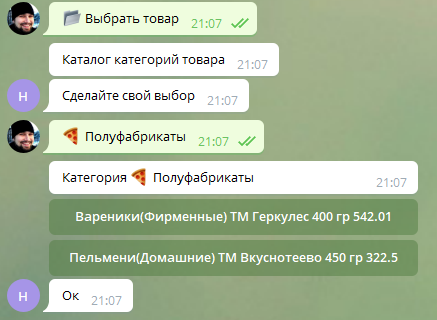 📂 Выбрать товар 21:07
Каталог категорий товара 21:07
Н Сделайте свой выбор 21:07
🍕 Полуфабрикаты 21:07
Категория 🍕 Полуфабрикаты 21:07
Вареники(Фирменные) ТМ Геркулес 400 гр 542.01
Пельмени(Домашние) ТМ Вкуснотеево 450 гр 322.5
Н Ок 21:07